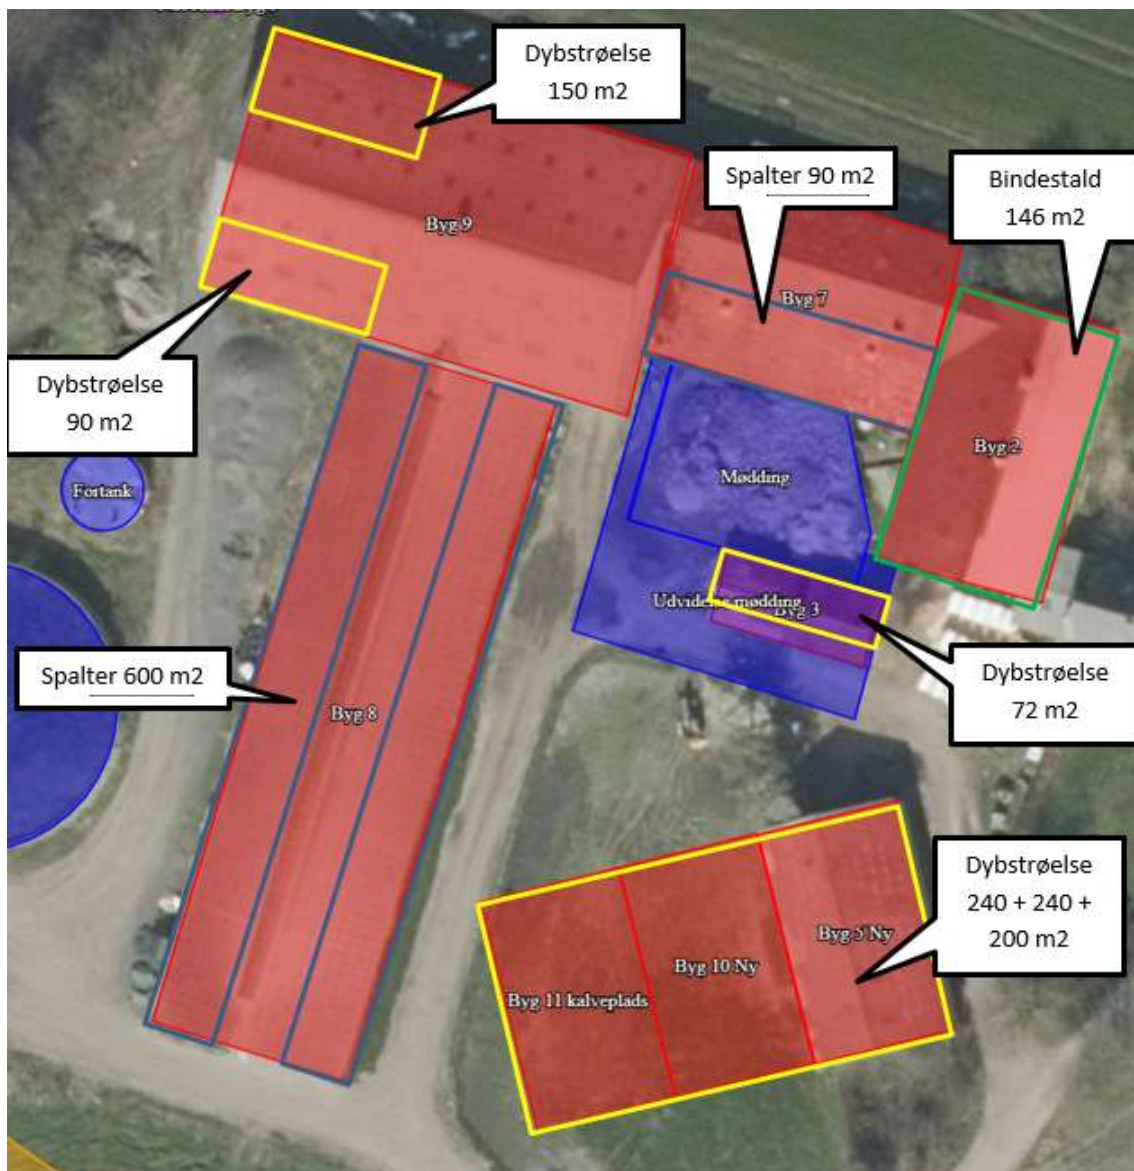 Dybstrøelse
150 m2
Spalter 90 m2
Bindestald
146 m2
Byg 9
Byg 7
Dybstrøelse
90 m2
Byg 2
Mødding
Fortank
Udvidelse mødding
Byg 3
Spalter 600 m2
Dybstrøelse
72 m2
Byg 8
Dybstrøelse
240 + 240 +
200 m2
Byg 5 Ny
Byg 10 Ny
Byg 11 kalveplads